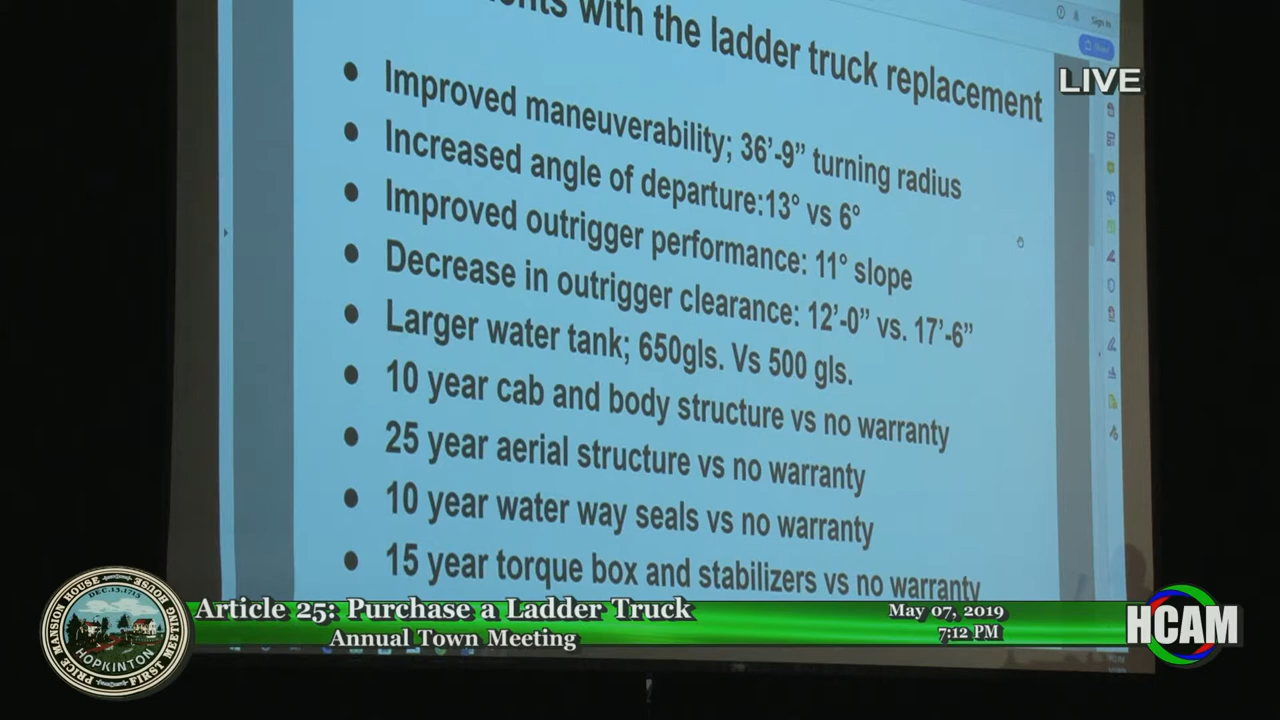 Sign In
Share
with the ladder truck replacement
LIVE
• Improved maneuverability; 36'-9” turning radius
• Increased angle of departure:13° vs 6°
• Improved outrigger performance: 11° slope
• Decrease in outrigger clearance: 12'-0” vs. 17'-6”
• Larger water tank; 650gls. Vs 500 gls.
• 10 year cab and body structure vs no warranty
• 25 year aerial structure vs no warranty
• 10 year water way seals vs no warranty
• 15 year torque box and stabilizers vs no warranty
Article 25: Purchase a Ladder Truck
Annual Town Meeting
May 07, 2019
7:12 PM
HCAM
PRICE MANSION HOUSE
FIRST MEETING HOUSE
DEC.13.1715
HOPKINTON